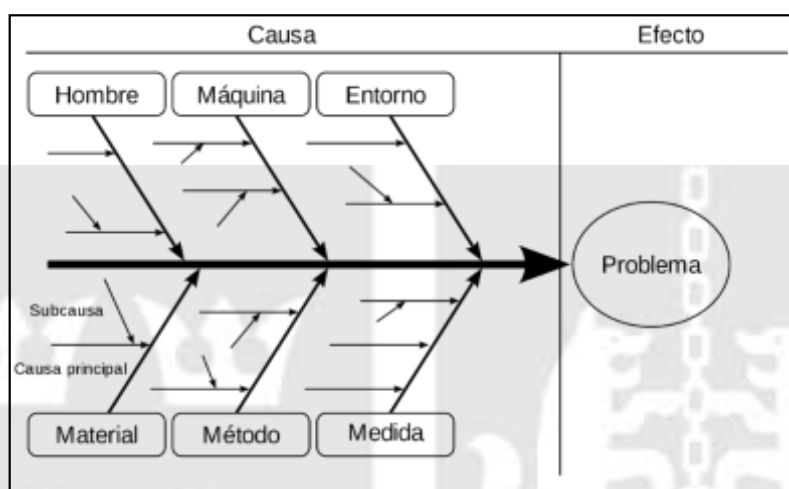 Causa
Efecto
Hombre
Máquina
Entorno
Problema
Subcausa
Causa principal
Material
Método
Medida